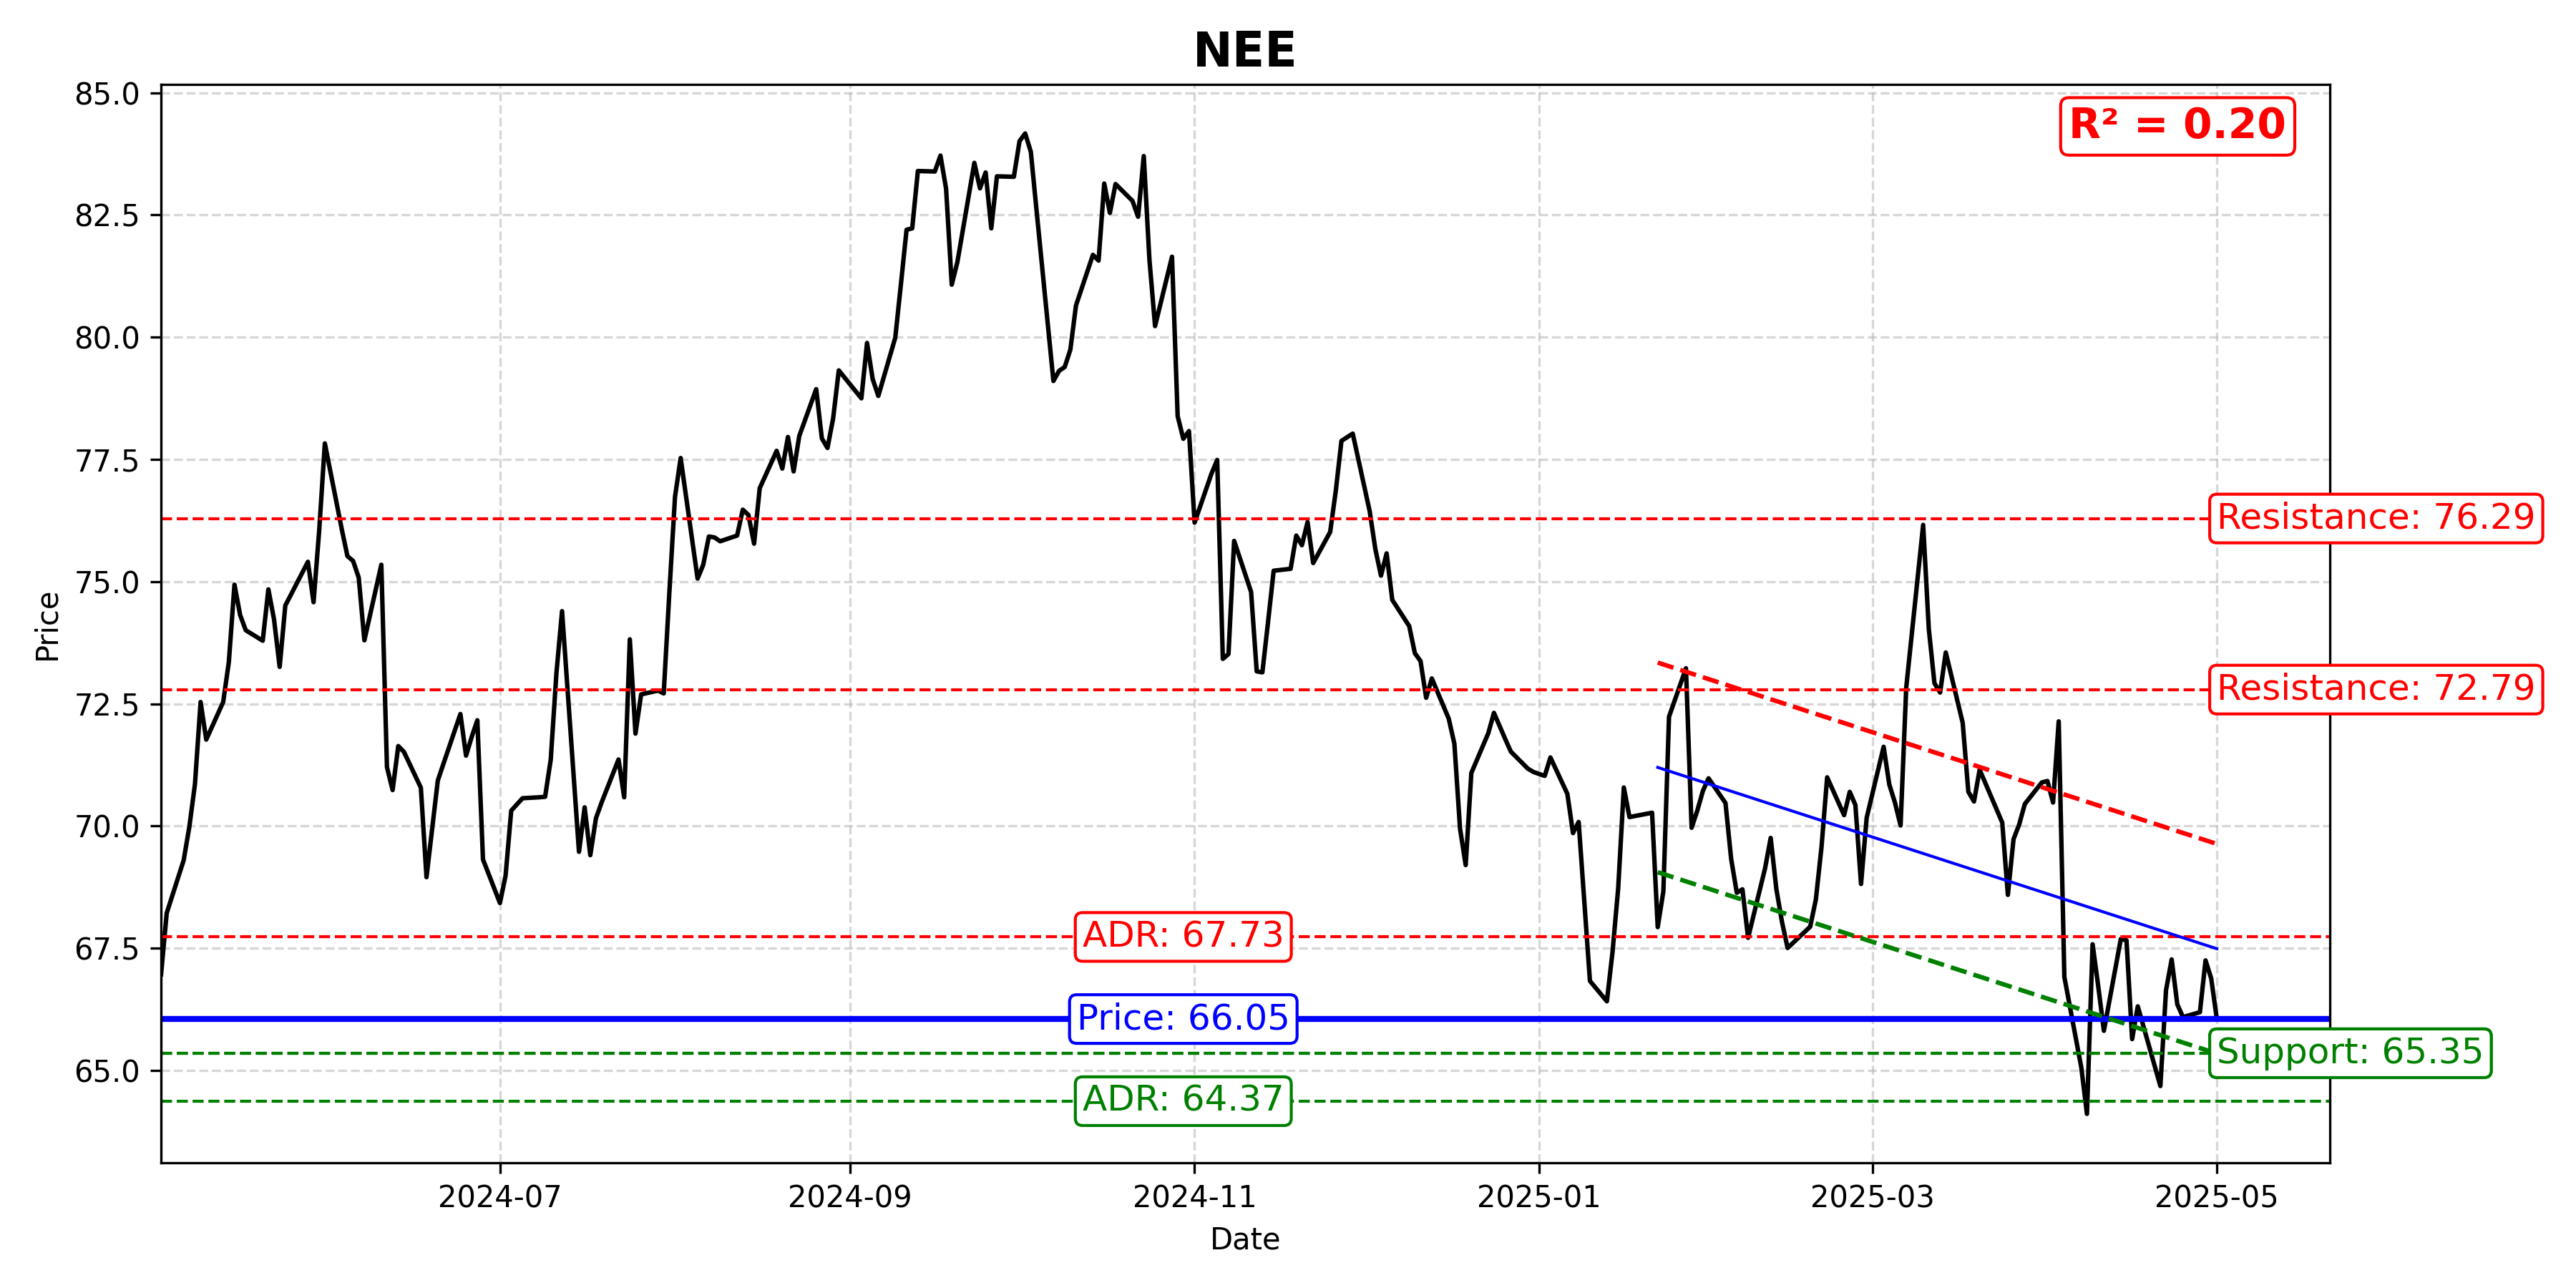 NEE
85.0
R² = 0.20
82.5
80.0
77.5
Resistance: 76.29
75.0
Price
Resistance: 72.79
72.5
70.0
ADR: 67.73
67.5
Price: 66.05
Support: 65.35
65.0
ADR: 64.37
2024-07
2024-09
2024-11
2025-01
2025-03
2025-05
Date